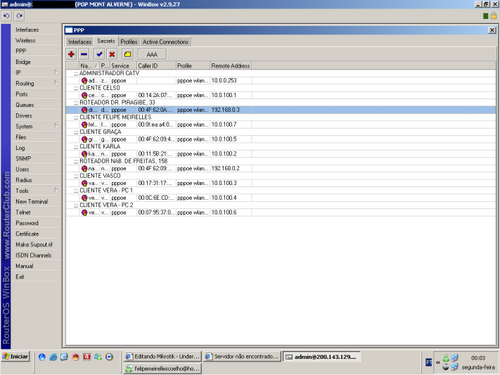 admin@ (POP MONT ALVERNE) - WinBox v2.9.27
Interfaces
Wireless
PPP
Bridge
IP
Routing
Ports
Queues
Drivers
System
Files
Log
SNMP
Users
Radius
Tools
New Terminal
Telnet
Password
Certificate
Make Supout.rif
ISDN Channels
Manual
Exit
RouterOS WinBox www.RouterClub.com
PPP
Interfaces Secrets Profiles Active Connections
AAA
Na... P... Service Caller ID Profile Remote Address
;;; ADMINISTRADOR CATV
ad... z... pppoe pppoe wlan... 10.0.0.253
;;; CLIENTE CELSO
ce... c... pppoe 00:14:2A:07:... pppoe wlan... 10.0.100.1
;;; ROTEADOR DR. PIRAGIBE, 33
di... d... pppoe 00:4F:62:0A:... pppoe wlan... 192.168.0.3
;;; CLIENTE FELIPE MEIRELLES
fel... f... pppoe 00:0f:ea:a4:0... pppoe wlan... 10.0.100.7
;;; CLIENTE GRAÇA
gr... g... pppoe 00:4F:62:09:4... pppoe wlan... 10.0.100.5
;;; CLIENTE KARLA
ka... n... pppoe 00:11:5B:21:... pppoe wlan... 10.0.100.2
;;; ROTEADOR NAB. DE FREITAS, 158
na... n... pppoe 00:4F:62:09:... pppoe wlan... 192.168.0.2
;;; CLIENTE VASCO
va... v... pppoe 00:17:31:17:... pppoe wlan... 10.0.100.3
;;; CLIENTE VERA - PC 1
ve... v... pppoe 00:0C:6E:CD:... pppoe wlan... 10.0.100.4
;;; CLIENTE VERA - PC 2
ve... v... pppoe 00:07:95:37:0... pppoe wlan... 10.0.100.6
Iniciar
Editando Mikrotik - Under...
Servidor não encontrado...
admin@200.143.129...
felipemeirellescoelho@ho...
PT
00:03
segunda-feira